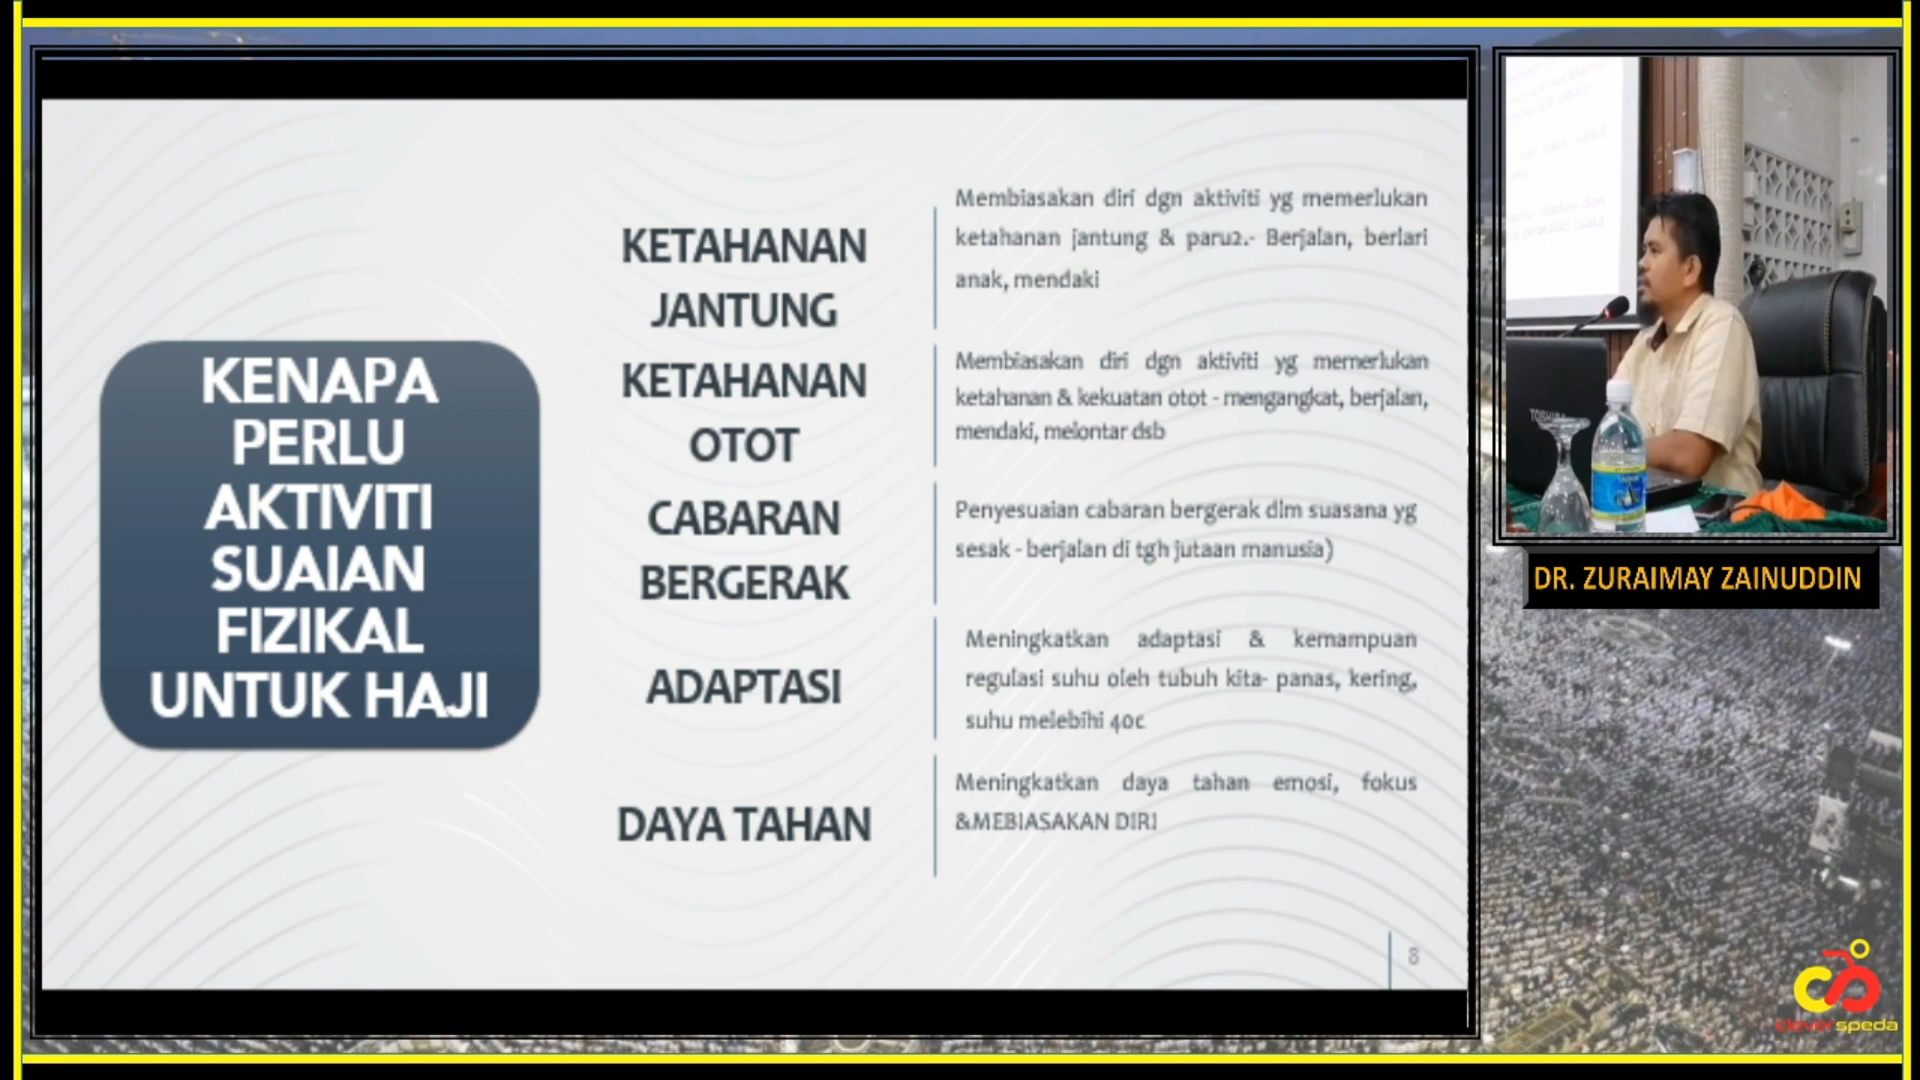 KENAPA
PERLU
AKTIVITI
SUAIAN
FIZIKAL
UNTUK HAJI
KETAHANAN
JANTUNG
Membiasakan diri dgn aktiviti yg memerlukan
ketahanan jantung & paru2.- Berjalan, berlari
anak, mendaki
KETAHANAN
OTOT
Membiasakan diri dgn aktiviti yg memerlukan
ketahanan & kekuatan otot - mengangkat, berjalan,
mendaki, melontar dsb
CABARAN
BERGERAK
Penyesuaian cabaran bergerak dlm suasana yg
sesak - berjalan di tgh jutaan manusia)
ADAPTASI
Meningkatkan adaptasi & kemampuan
regulasi suhu oleh tubuh kita- panas, kering,
suhu melebihi 40c
DAYA TAHAN
Meningkatkan daya tahan emosi, fokus
&MEBIASAKAN DIRI
8
TOSHIBA
DR. ZURAIMAY ZAINUDDIN
cleverspeda